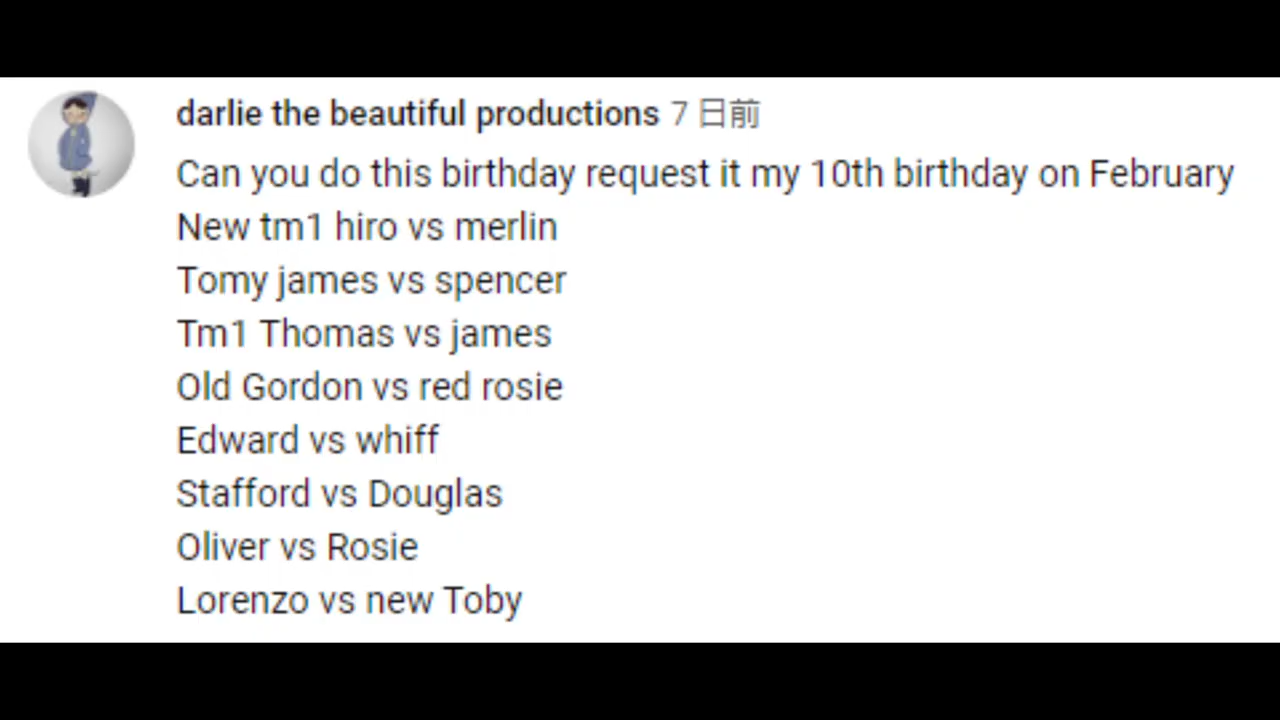 darlie the beautiful productions 7 日前
Can you do this birthday request it my 10th birthday on February
New tm1 hiro vs merlin
Tomy james vs spencer
Tm1 Thomas vs james
Old Gordon vs red rosie
Edward vs whiff
Stafford vs Douglas
Oliver vs Rosie
Lorenzo vs new Toby